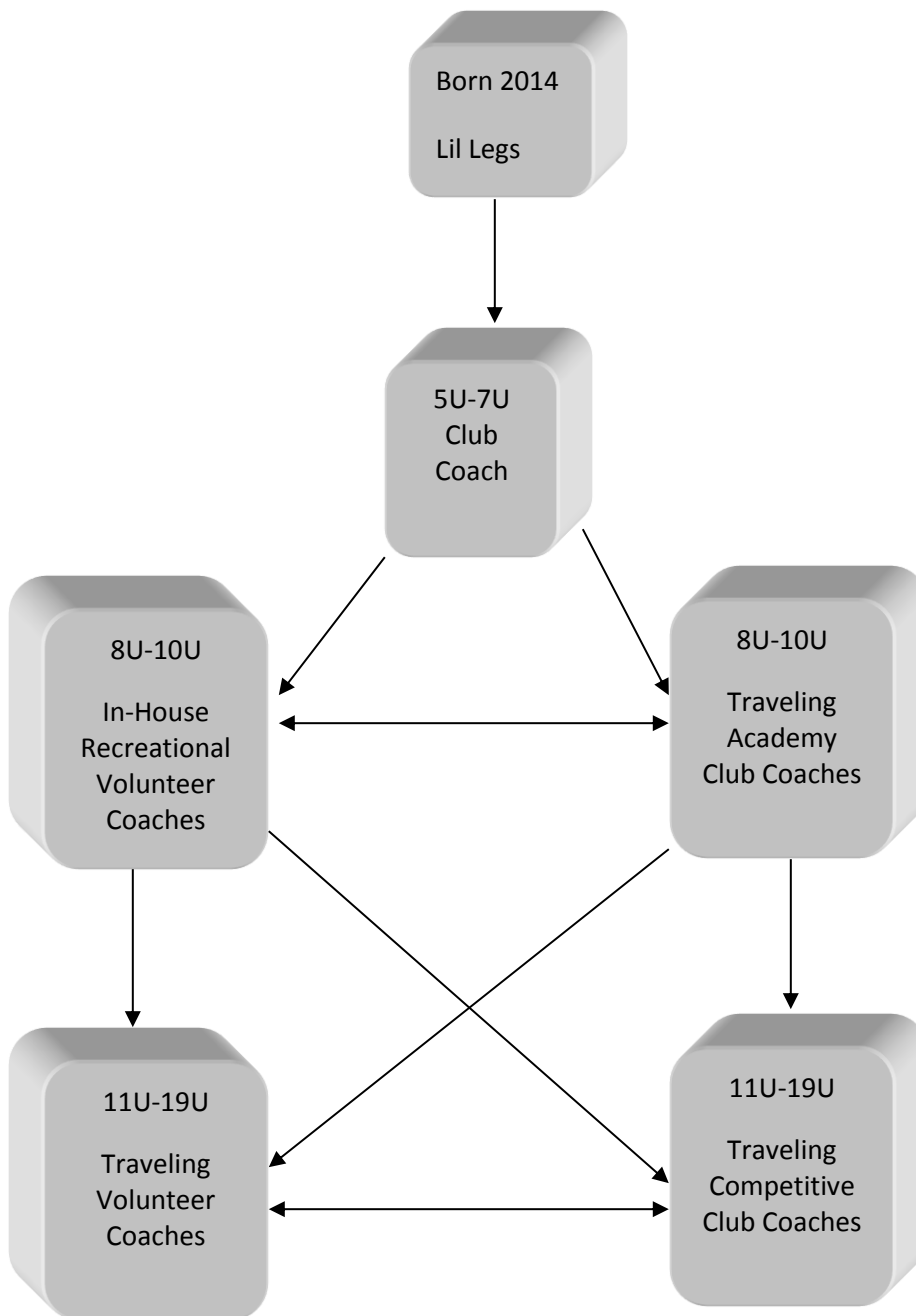 Born 2014
Lil Legs
5U-7U
Club
Coach
8U-10U
In-House
Recreational
Volunteer
Coaches
8U-10U
Traveling
Academy
Club Coaches
11U-19U
Traveling
Volunteer
Coaches
11U-19U
Traveling
Competitive
Club Coaches